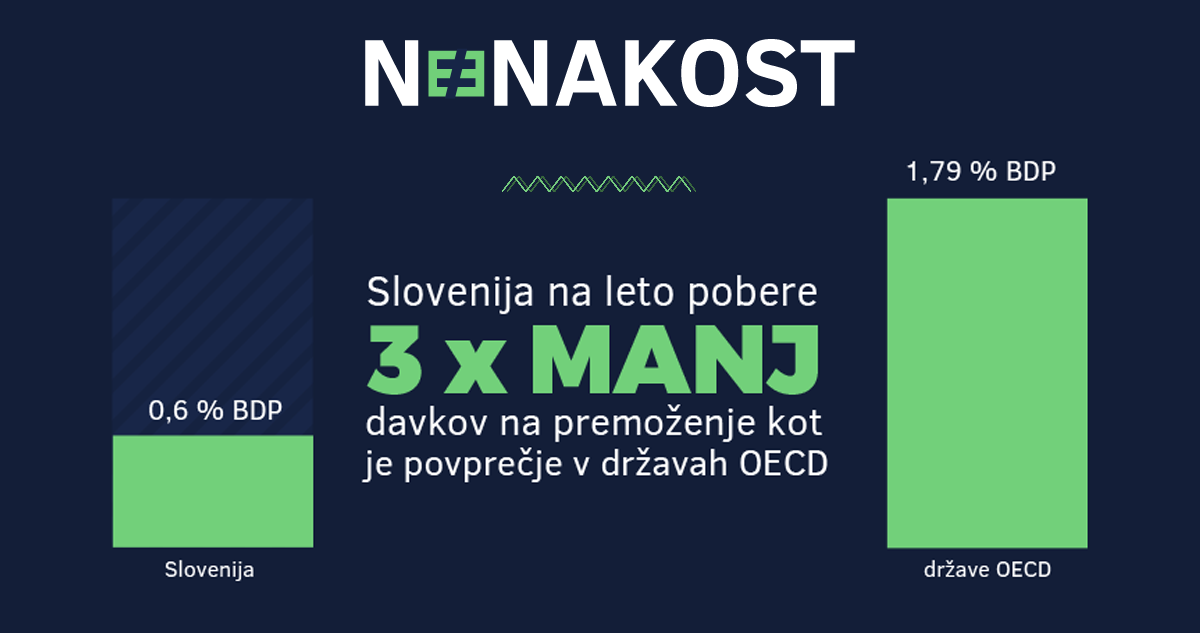 NEENAKOST
1,79 % BDP
Slovenija na leto pobere
3 x MANJ
0,6 % BDP
davkov na premoženje kot
je povprečje v državah OECD
Slovenija
države OECD